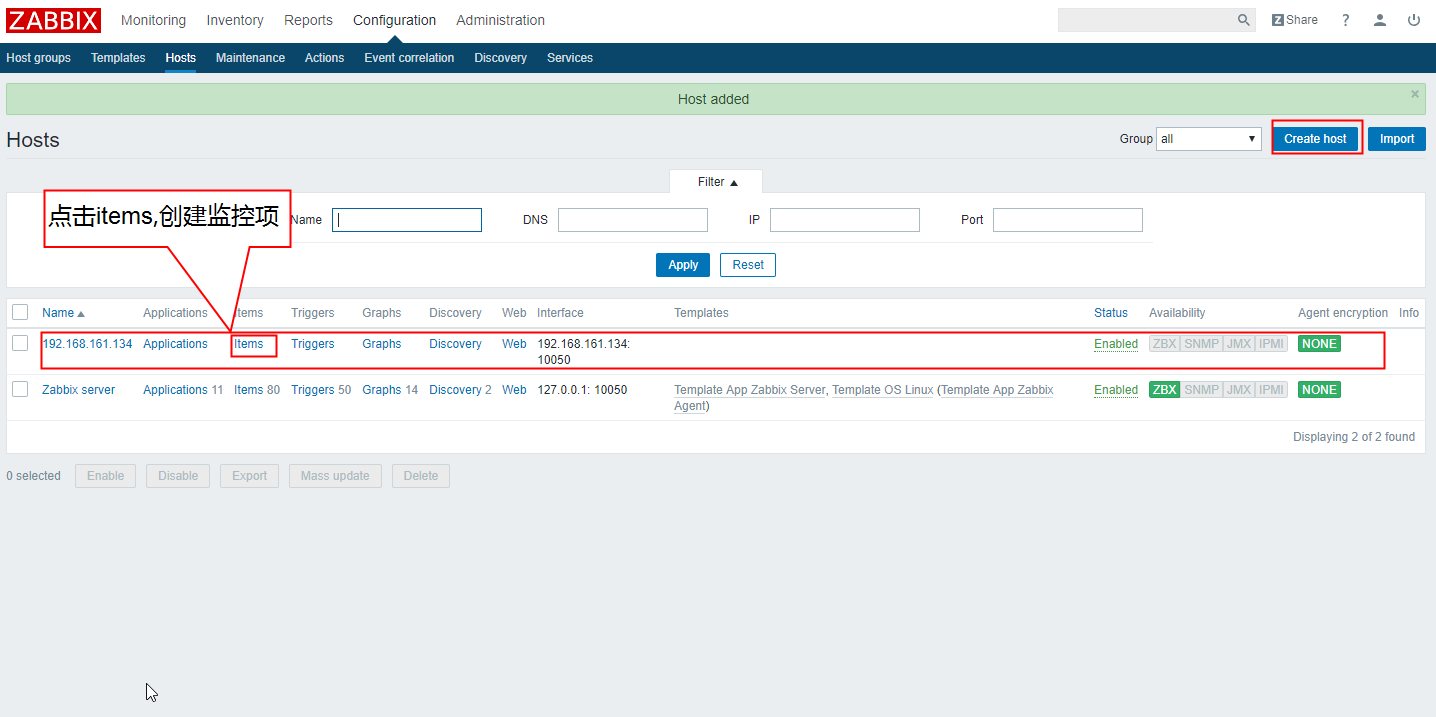 ZABBIX Monitoring Inventory Reports Configuration Administration Share ?
Host groups Templates Hosts Maintenance Actions Event correlation Discovery Services
Host added
Hosts Group all Create host Import
Filter
点击items,创建监控项
Name DNS IP Port
Apply Reset
Name Applications Items Triggers Graphs Discovery Web Interface Templates Status Availability Agent encryption Info
192.168.161.134 Applications Items Triggers Graphs Discovery Web 192.168.161.134: Enabled ZBX SNMP JMX IPMI NONE
10050
Zabbix server Applications 11 Items 80 Triggers 50 Graphs 14 Discovery 2 Web 127.0.0.1: 10050 Template App Zabbix Server, Template OS Linux (Template App Zabbix Enabled ZBX SNMP JMX IPMI NONE
Agent)
Displaying 2 of 2 found
0 selected Enable Disable Export Mass update Delete